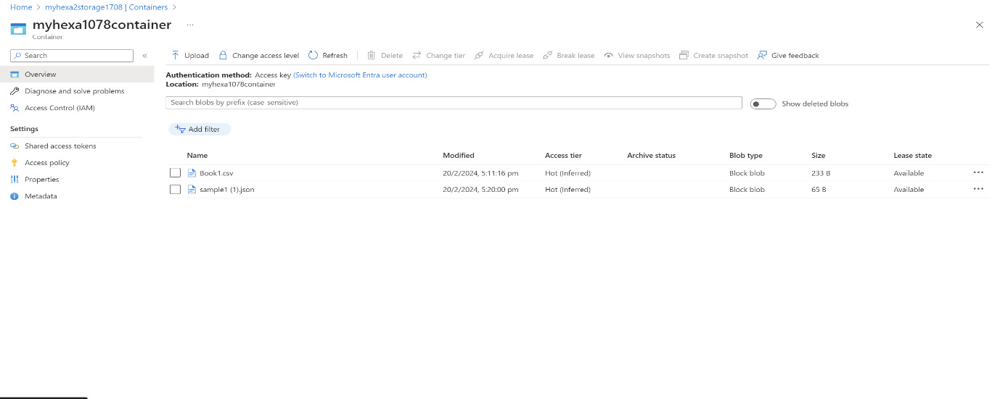 Home > myhexa2storage1708 | Containers >
myhexa1078container ...
Container
Search «
Upload Change access level Refresh Delete Change tier Acquire lease Break lease View snapshots Create snapshot Give feedback
Overview
Diagnose and solve problems
Access Control (IAM)
Settings
Shared access tokens
Access policy
Properties
Metadata
Authentication method: Access key (Switch to Microsoft Entra user account)
Location: myhexa1078container
Search blobs by prefix (case-sensitive) Show deleted blobs
Add filter
Name Modified Access tier Archive status Blob type Size Lease state
Book1.csv 20/2/2024, 5:11:16 pm Hot (Inferred) Block blob 233 B Available ...
sample1 (1).json 20/2/2024, 5:20:00 pm Hot (Inferred) Block blob 65 B Available ...